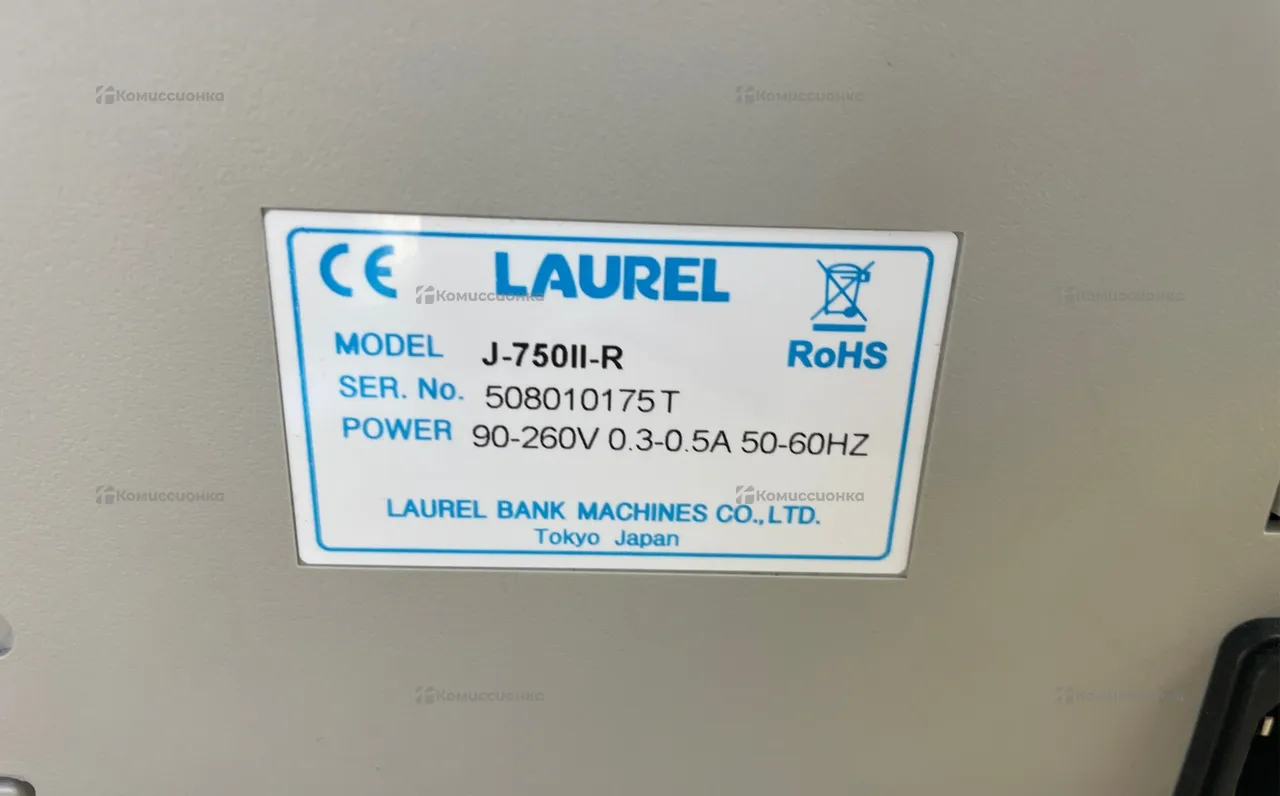 Комиссионка Комиссионка
CE LAUREL
Комиссионка Комиссионка
RoHS
MODEL J-750II-R
SER. No. 508010175T
POWER 90-260V 0.3-0.5A 50-60HZ
Комиссионка Комиссионка
LAUREL BANK MACHINES CO.,LTD.
Tokyo Japan
Комиссионка Комиссионка